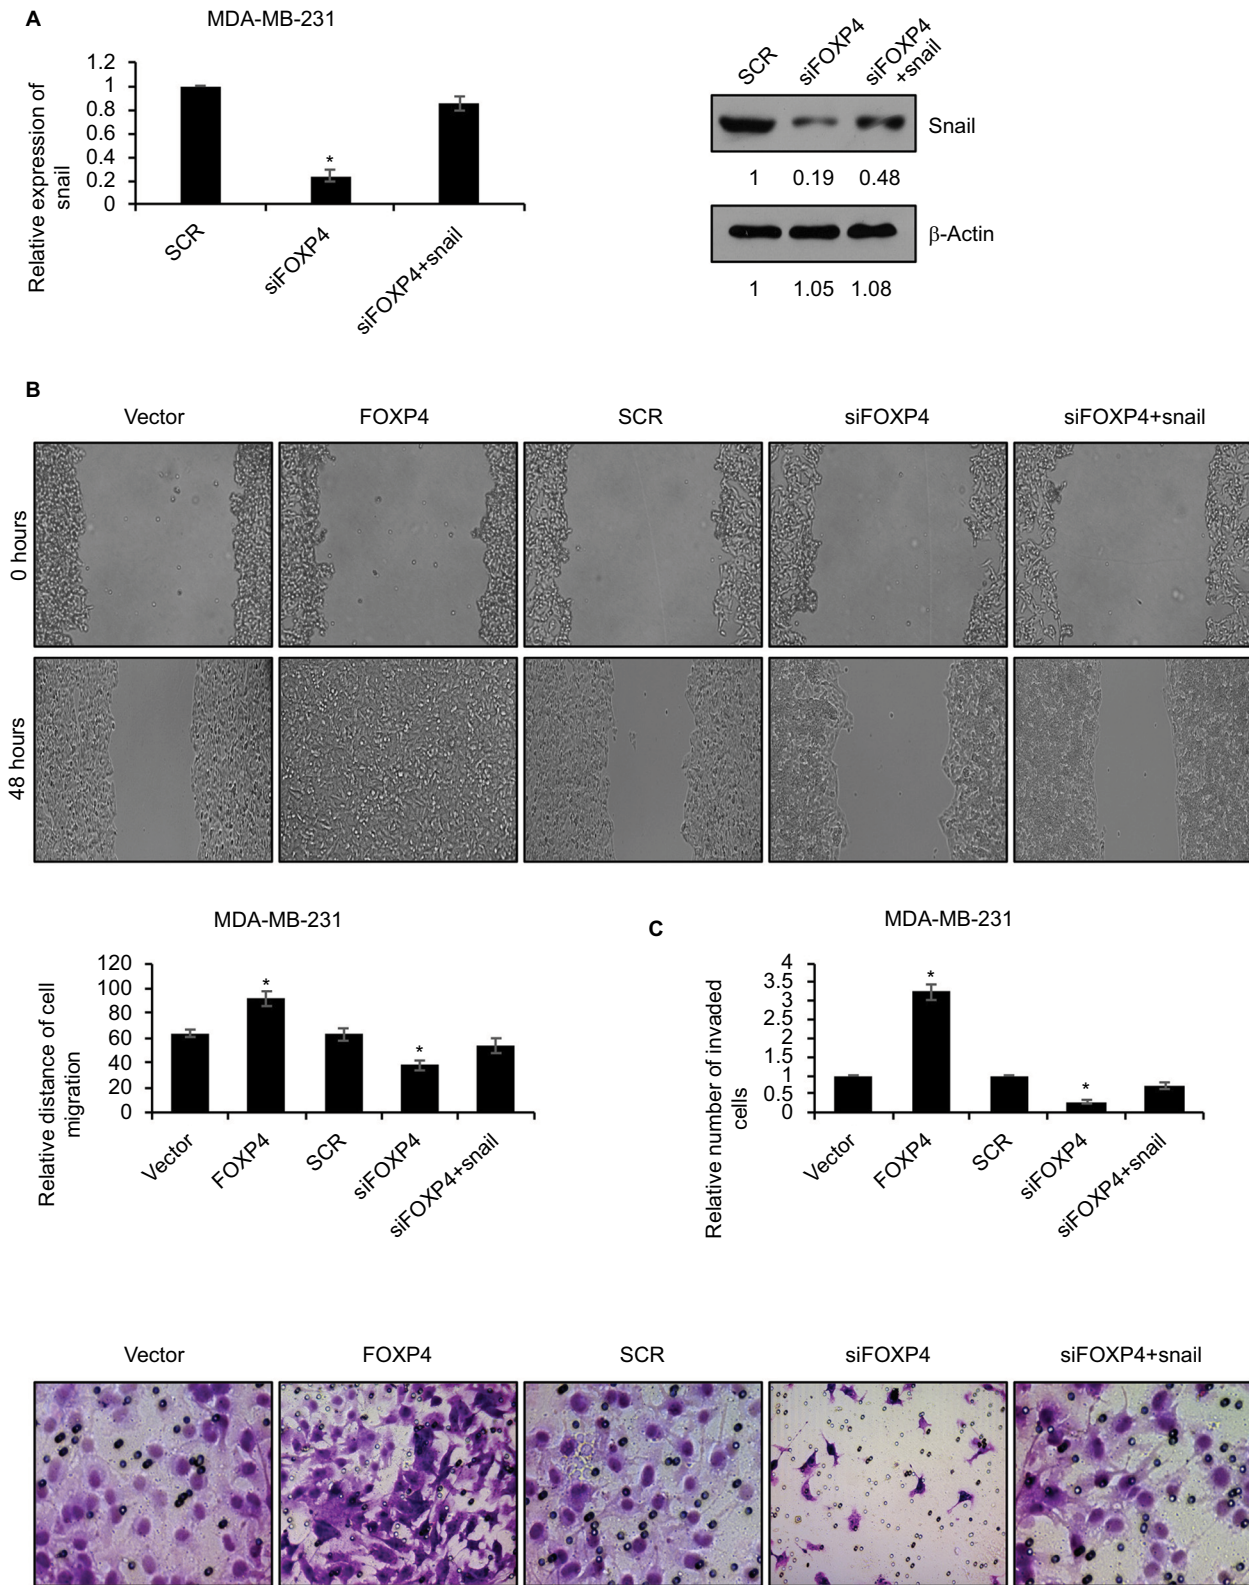 A
MDA-MB-231
Relative expression of
snail
1.2
1
0.8
0.6
0.4
0.2
0
*
SCR
siFOXP4
siFOXP4+snail
SCR
siFOXP4
siFOXP4
+snail
Snail
1 0.19 0.48
β-Actin
1 1.05 1.08
B
Vector FOXP4 SCR siFOXP4 siFOXP4+snail
0 hours
48 hours
MDA-MB-231
Relative distance of cell
migration
120
100
80
60
40
20
0
*
*
Vector
FOXP4
SCR
siFOXP4
siFOXP4+snail
C
MDA-MB-231
Relative number of invaded
cells
4
3.5
3
2.5
2
1.5
1
0.5
0
*
*
Vector
FOXP4
SCR
siFOXP4
siFOXP4+snail
Vector FOXP4 SCR siFOXP4 siFOXP4+snail